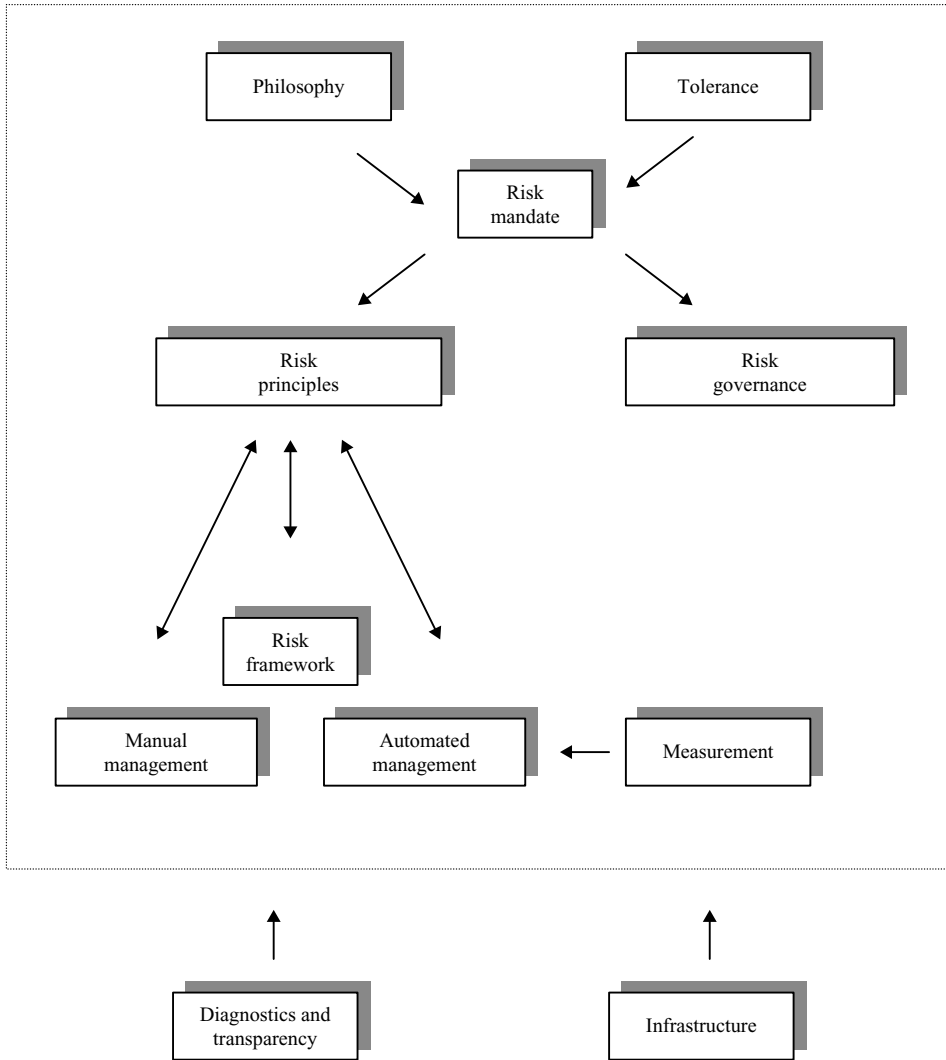 Philosophy
Tolerance
Risk
mandate
Risk
principles
Risk
governance
Risk
framework
Manual
management
Automated
management
Measurement
Diagnostics and
transparency
Infrastructure